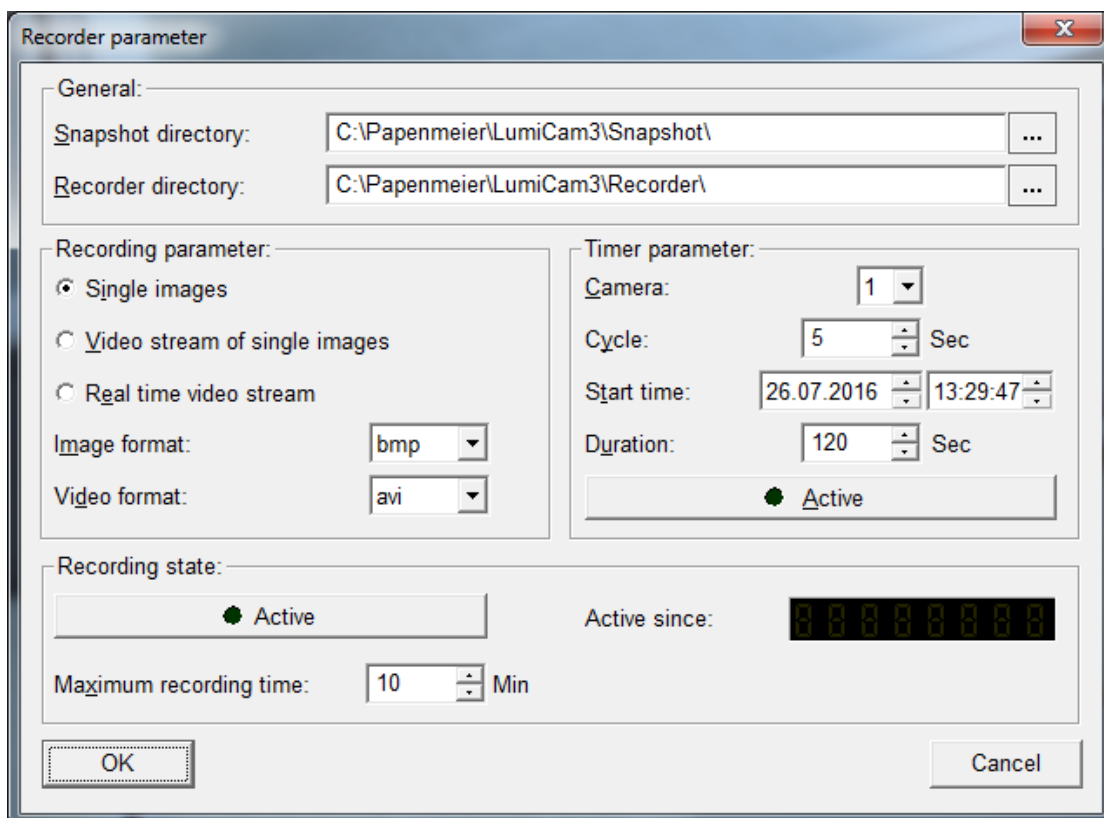 Recorder parameter
General:
Snapshot directory: C:\Papenmeier\LumiCam3\Snapshot\ ...
Recorder directory: C:\Papenmeier\LumiCam3\Recorder\ ...
Recording parameter:
Single images
Video stream of single images
Real time video stream
Image format: bmp
Video format: avi
Timer parameter:
Camera: 1
Cycle: 5 Sec
Start time: 26.07.2016 13:29:47
Duration: 120 Sec
Active
Recording state:
Active Active since:
Maximum recording time: 10 Min
OK Cancel